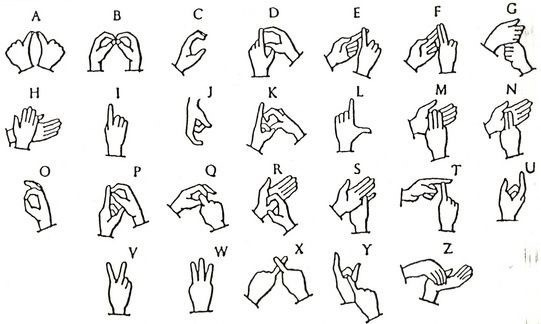 A B C D E F G
H I J K L M N
O P Q R S T U
V W X Y Z